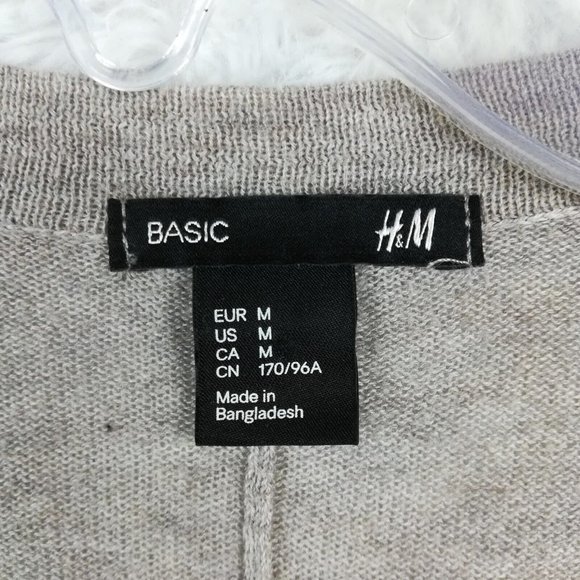 BASIC H&M
EUR M
US M
CA M
CN 170/96A
Made in
Bangladesh